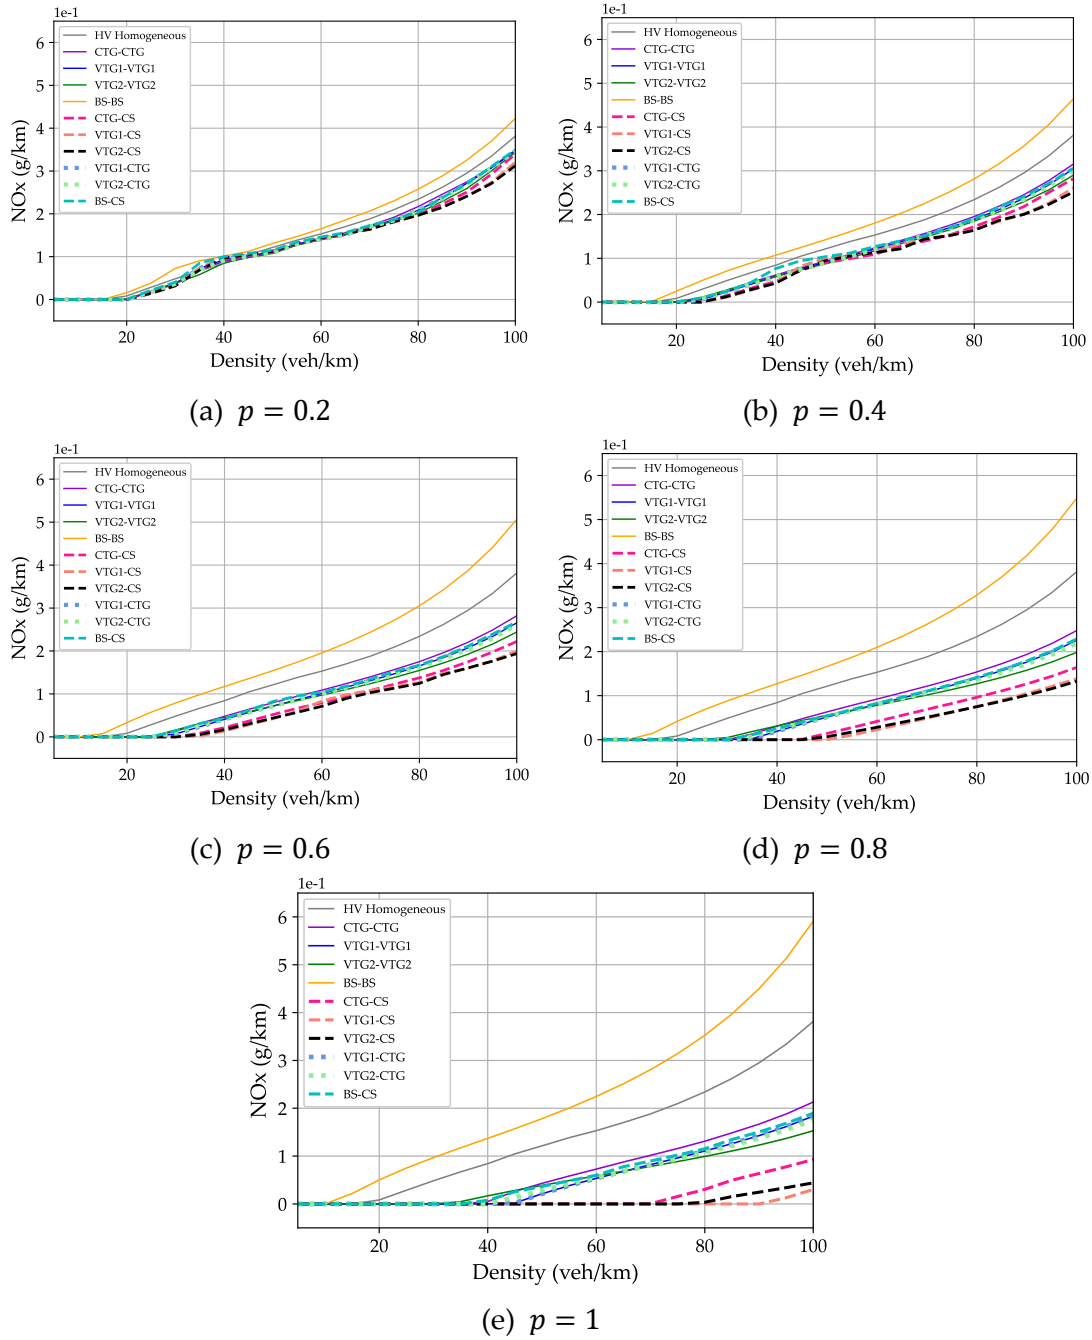 1e-1
6
5
4
3
2
1
0
NOx (g/km)
HV Homogeneous
CTG-CTG
VTG1-VTG1
VTG2-VTG2
BS-BS
CTG-CS
VTG1-CS
VTG2-CS
VTG1-CTG
VTG2-CTG
BS-CS
20 40 60 80 100
Density (veh/km)
(a) p = 0.2
1e-1
6
5
4
3
2
1
0
NOx (g/km)
HV Homogeneous
CTG-CTG
VTG1-VTG1
VTG2-VTG2
BS-BS
CTG-CS
VTG1-CS
VTG2-CS
VTG1-CTG
VTG2-CTG
BS-CS
20 40 60 80 100
Density (veh/km)
(b) p = 0.4
1e-1
6
5
4
3
2
1
0
NOx (g/km)
HV Homogeneous
CTG-CTG
VTG1-VTG1
VTG2-VTG2
BS-BS
CTG-CS
VTG1-CS
VTG2-CS
VTG1-CTG
VTG2-CTG
BS-CS
20 40 60 80 100
Density (veh/km)
(c) p = 0.6
1e-1
6
5
4
3
2
1
0
NOx (g/km)
HV Homogeneous
CTG-CTG
VTG1-VTG1
VTG2-VTG2
BS-BS
CTG-CS
VTG1-CS
VTG2-CS
VTG1-CTG
VTG2-CTG
BS-CS
20 40 60 80 100
Density (veh/km)
(d) p = 0.8
1e-1
6
5
4
3
2
1
0
NOx (g/km)
HV Homogeneous
CTG-CTG
VTG1-VTG1
VTG2-VTG2
BS-BS
CTG-CS
VTG1-CS
VTG2-CS
VTG1-CTG
VTG2-CTG
BS-CS
20 40 60 80 100
Density (veh/km)
(e) p = 1